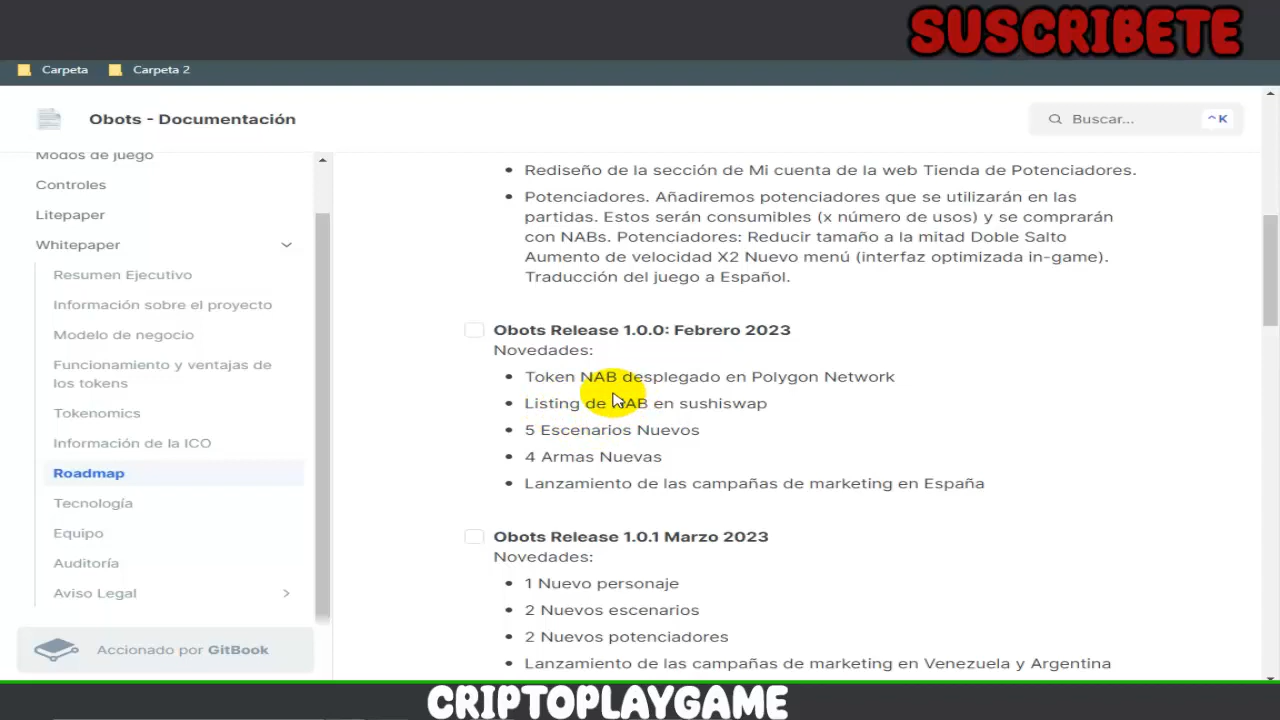 SUSCRIBETE
Carpeta
Carpeta 2
Obots - Documentación
Buscar...
^K
Modos de juego
Controles
Litepaper
Whitepaper
Resumen Ejecutivo
Información sobre el proyecto
Modelo de negocio
Funcionamiento y ventajas de
los tokens
Tokenomics
Información de la ICO
Roadmap
Tecnología
Equipo
Auditoría
Aviso Legal
Accionado por GitBook
• Rediseño de la sección de Mi cuenta de la web Tienda de Potenciadores.
• Potenciadores. Añadiremos potenciadores que se utilizarán en las
partidas. Estos serán consumibles (x número de usos) y se comprarán
con NABs. Potenciadores: Reducir tamaño a la mitad Doble Salto
Aumento de velocidad X2 Nuevo menú (interfaz optimizada in-game).
Traducción del juego a Español.
Obots Release 1.0.0: Febrero 2023
Novedades:
• Token NAB desplegado en Polygon Network
• Listing de NAB en sushiswap
• 5 Escenarios Nuevos
• 4 Armas Nuevas
• Lanzamiento de las campañas de marketing en España
Obots Release 1.0.1 Marzo 2023
Novedades:
• 1 Nuevo personaje
• 2 Nuevos escenarios
• 2 Nuevos potenciadores
• Lanzamiento de las campañas de marketing en Venezuela y Argentina
CRIPTOPLAYGAME